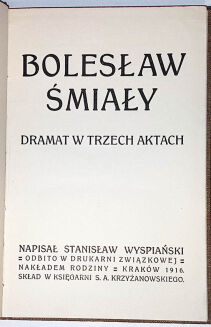 BOLESŁAW
ŚMIAŁY
DRAMAT W TRZECH AKTACH
NAPISAŁ STANISŁAW WYSPIAŃSKI
= ODBITO W DRUKARNI ZWIĄZKOWEJ =
NAKŁADEM RODZINY = KRAKÓW 1916.
SKŁAD W KSIĘGARNI S. A. KRZYŻANOWSKIEGO.